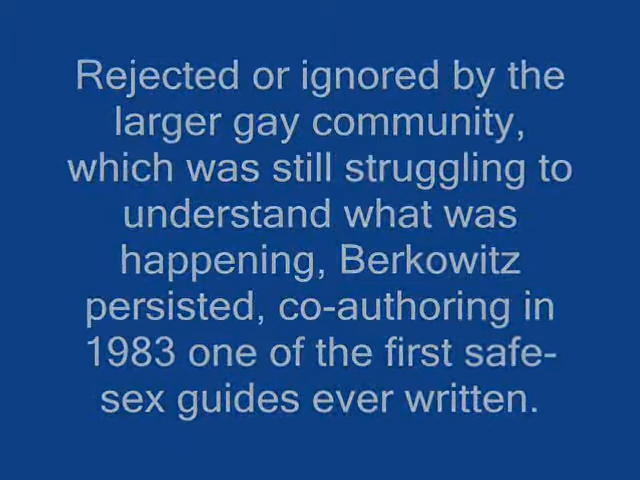 Rejected or ignored by the
larger gay community,
which was still struggling to
understand what was
happening, Berkowitz
persisted, co-authoring in
1983 one of the first safe-
sex guides ever written.